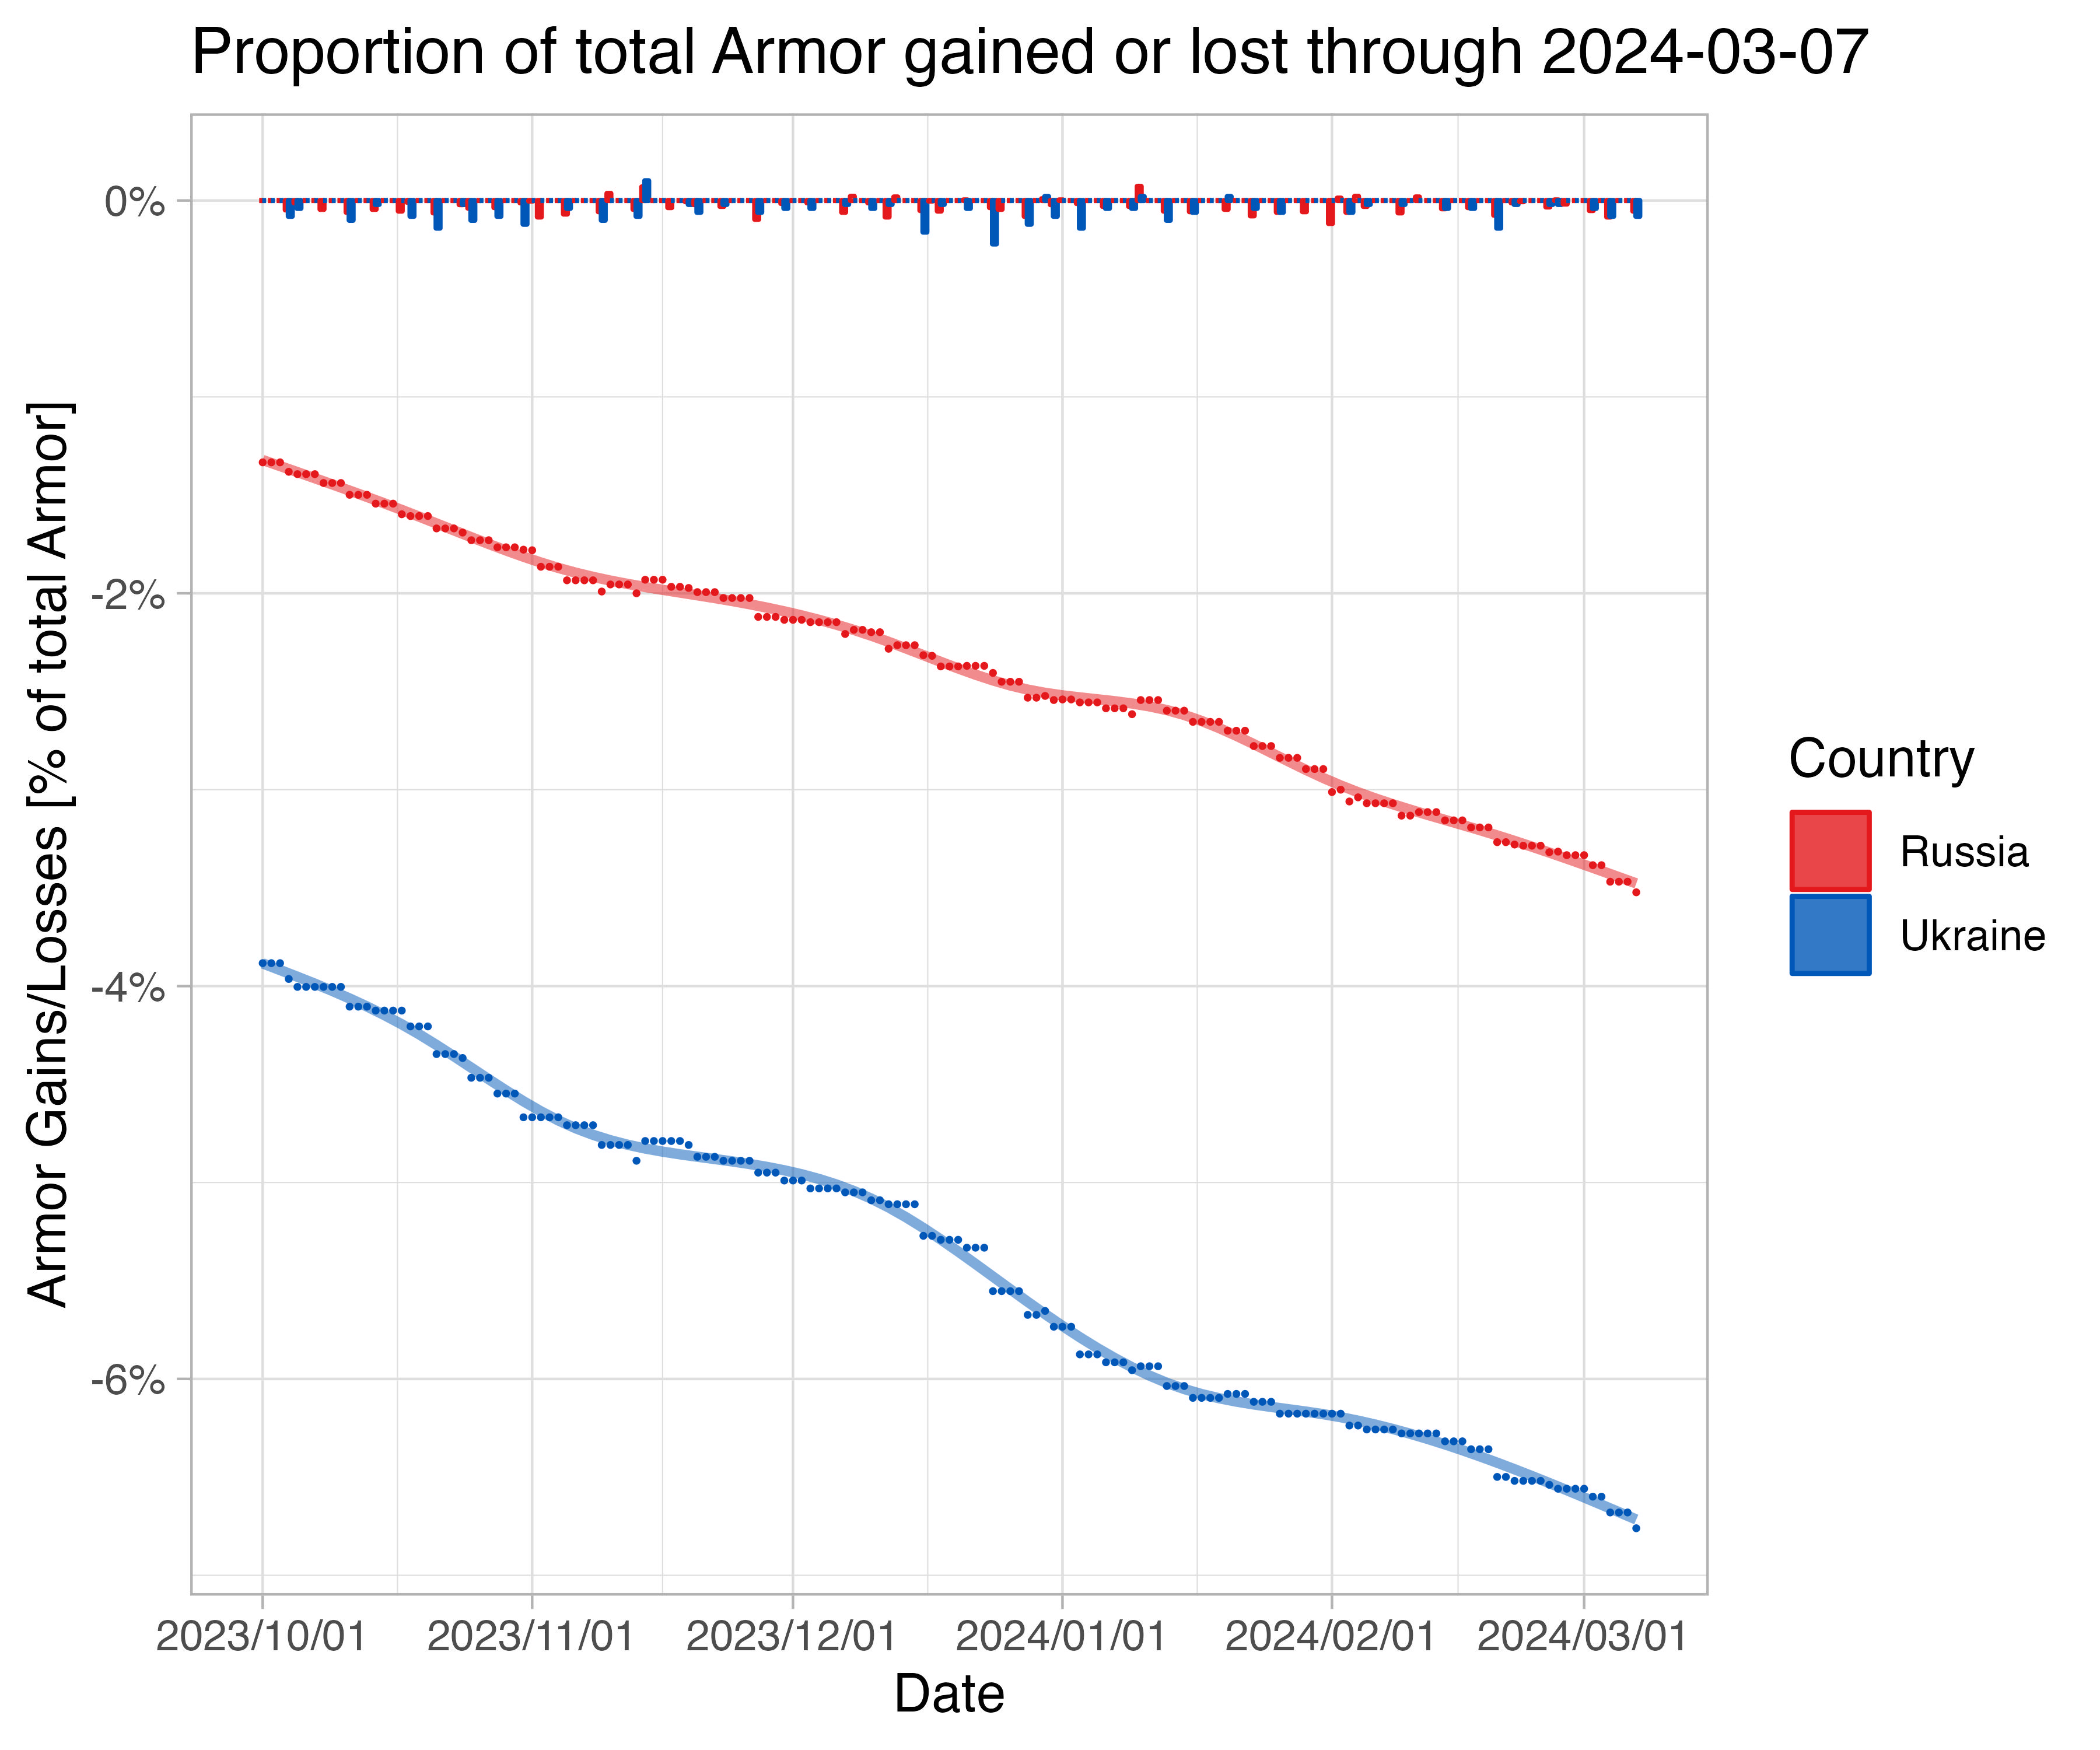 Proportion of total Armor gained or lost through 2024-03-07
Armor Gains/Losses [% of total Armor]
0%
-2%
-4%
-6%
2023/10/01
2023/11/01
2023/12/01
2024/01/01
2024/02/01
2024/03/01
Date
Country
Russia
Ukraine